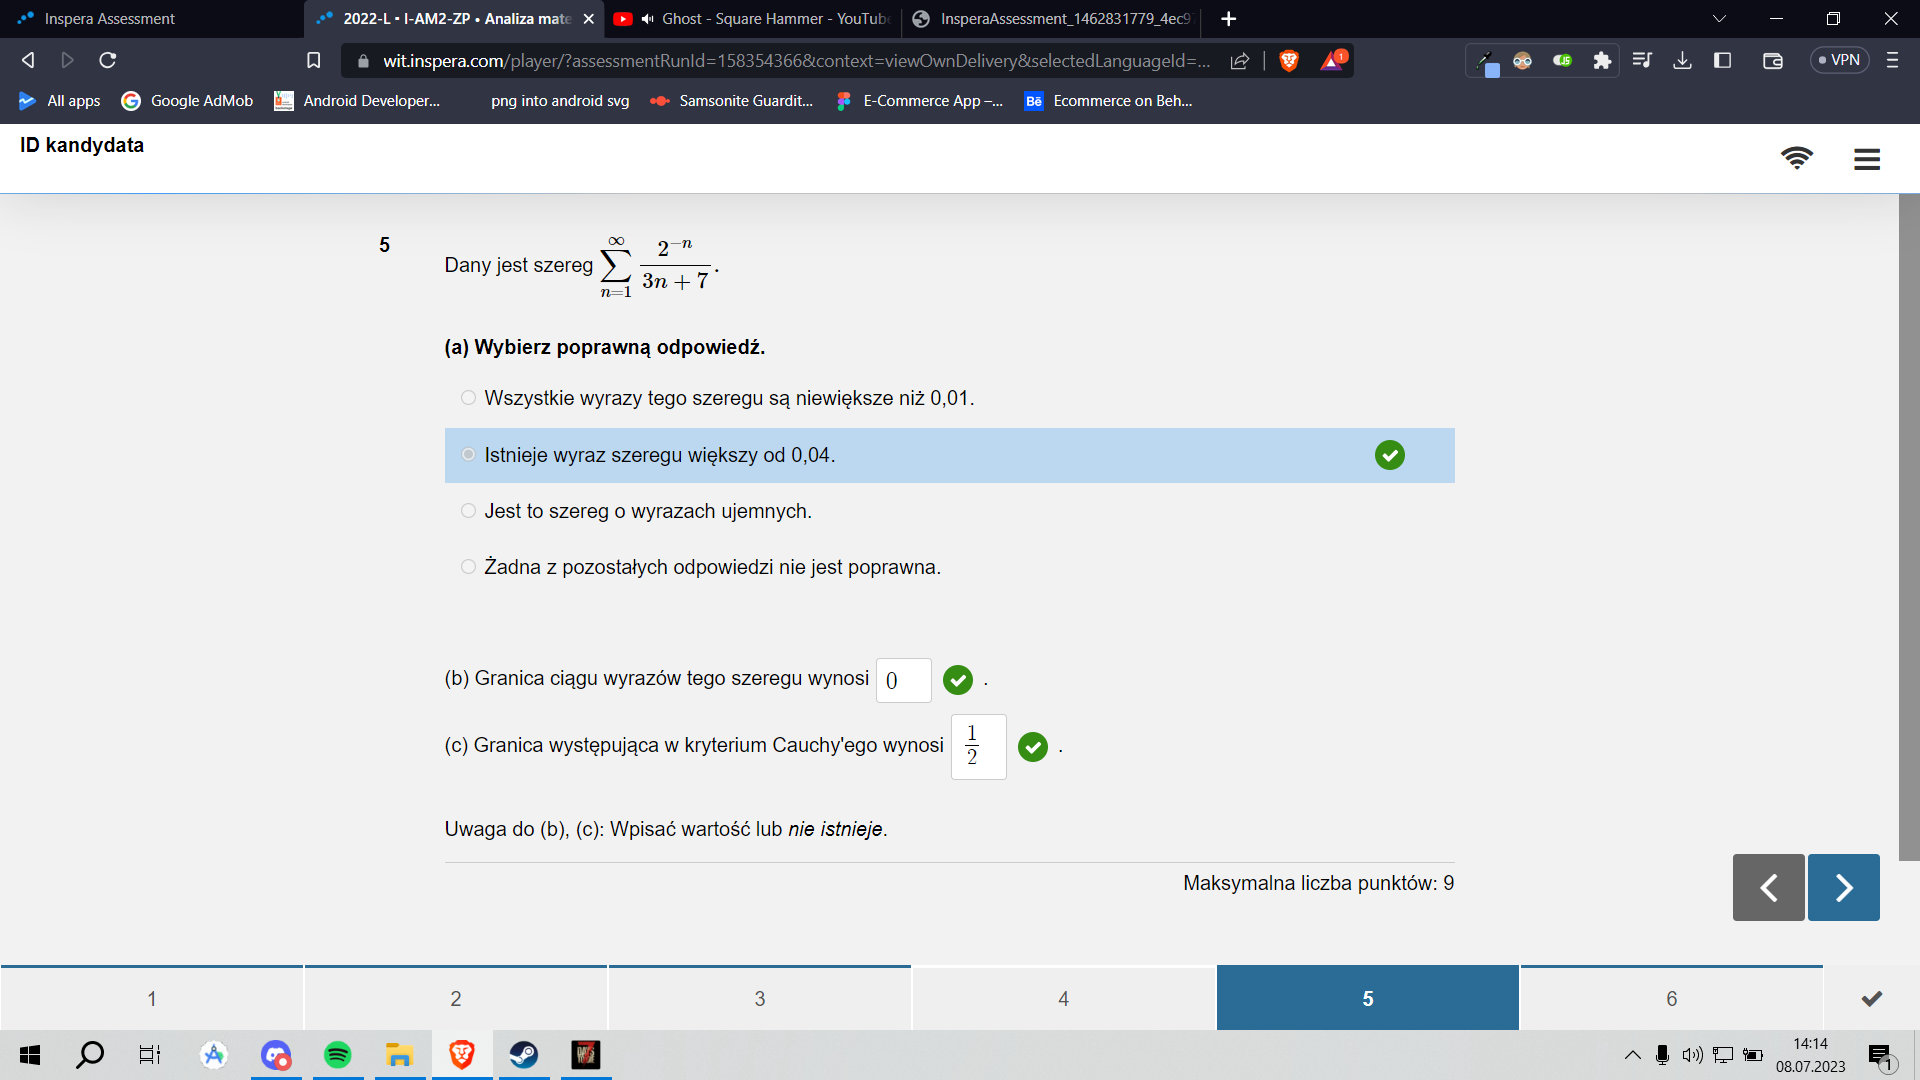 Inspera Assessment
2022-L • I-AM2-ZP • Analiza mate
Ghost - Square Hammer - YouTube
InsperaAssessment_1462831779_4ec97
wit.inspera.com/player/?assessmentRunId=158354366&context=viewOwnDelivery&selectedLanguageId=...
1
VPN
All apps
Google AdMob
Android Developer...
png into android svg
Samsonite Guardit...
E-Commerce App –...
Bē Ecommerce on Beh...
ID kandydata
5
Dany jest szereg ∑_{n=1}^{∞} 2^{−n} / (3n + 7).
(a) Wybierz poprawną odpowiedź.
Wszystkie wyrazy tego szeregu są niewiększe niż 0,01.
Istnieje wyraz szeregu większy od 0,04.
Jest to szereg o wyrazach ujemnych.
Żadna z pozostałych odpowiedzi nie jest poprawna.
(b) Granica ciągu wyrazów tego szeregu wynosi 0 .
(c) Granica występująca w kryterium Cauchy'ego wynosi 1/2 .
Uwaga do (b), (c): Wpisać wartość lub nie istnieje.
Maksymalna liczba punktów: 9
1
2
3
4
5
6
14:14
08.07.2023
1